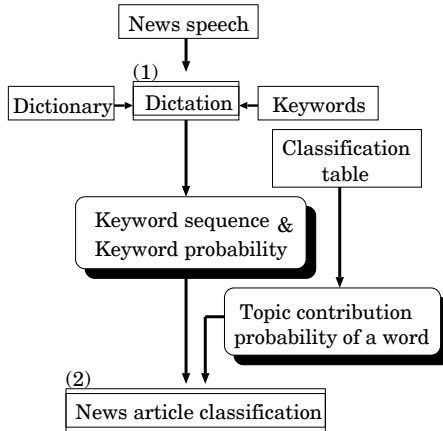 News speech
(1)
Dictionary
Dictation
Keywords
Classification
table
Keyword sequence &
Keyword probability
Topic contribution
probability of a word
(2)
News article classification